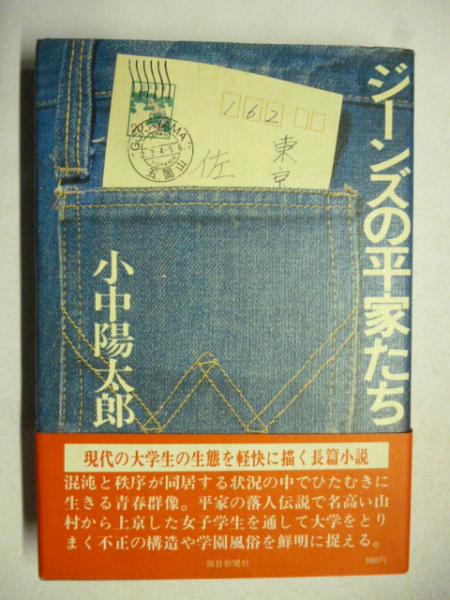 ジーンズの平家たち
小中陽太郎
162
東京
佐
GOKAYAMA
TOYAMA
五箇山
現代の大学生の生態を軽快に描く長篇小説
混沌と秩序が同居する状況の中でひたむきに
生きる青春群像。平家の落人伝説で名高い山
村から上京した女子学生を通して大学をとり
まく不正の構造や学園風俗を鮮明に捉える。
毎日新聞社
980円